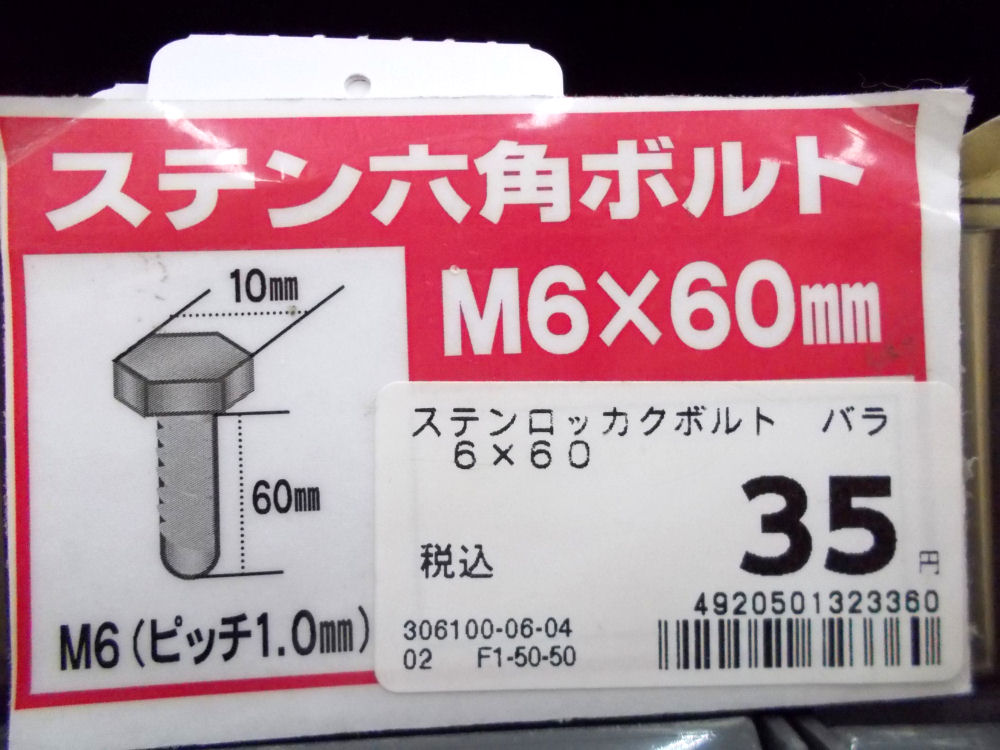 ステン六角ボルト
M6×60mm
10mm
60mm
M6(ピッチ1.0mm)
ステンロッカクボルト　バラ
6×60
35円
税込
4920501323360
306100-06-04
02　F1-50-50